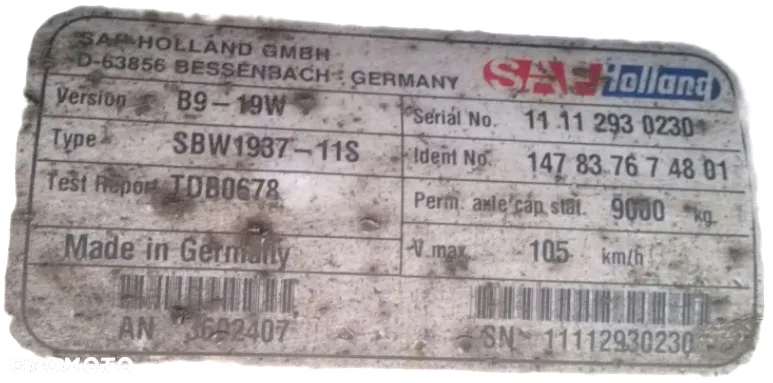 SAF-HOLLAND GMBH
D-63856 BESSENBACH · GERMANY
SAF Holland
Version B9-19W
Serial No. 11 11 293 0230
Type SBW1937-11S
Ident No. 147 83 76 7 48 01
Test Report TDB0678
Perm. axle cap. stat. 9000 kg
Made in Germany
V max. 105 km/h
AN 3602407
SN 11112930230